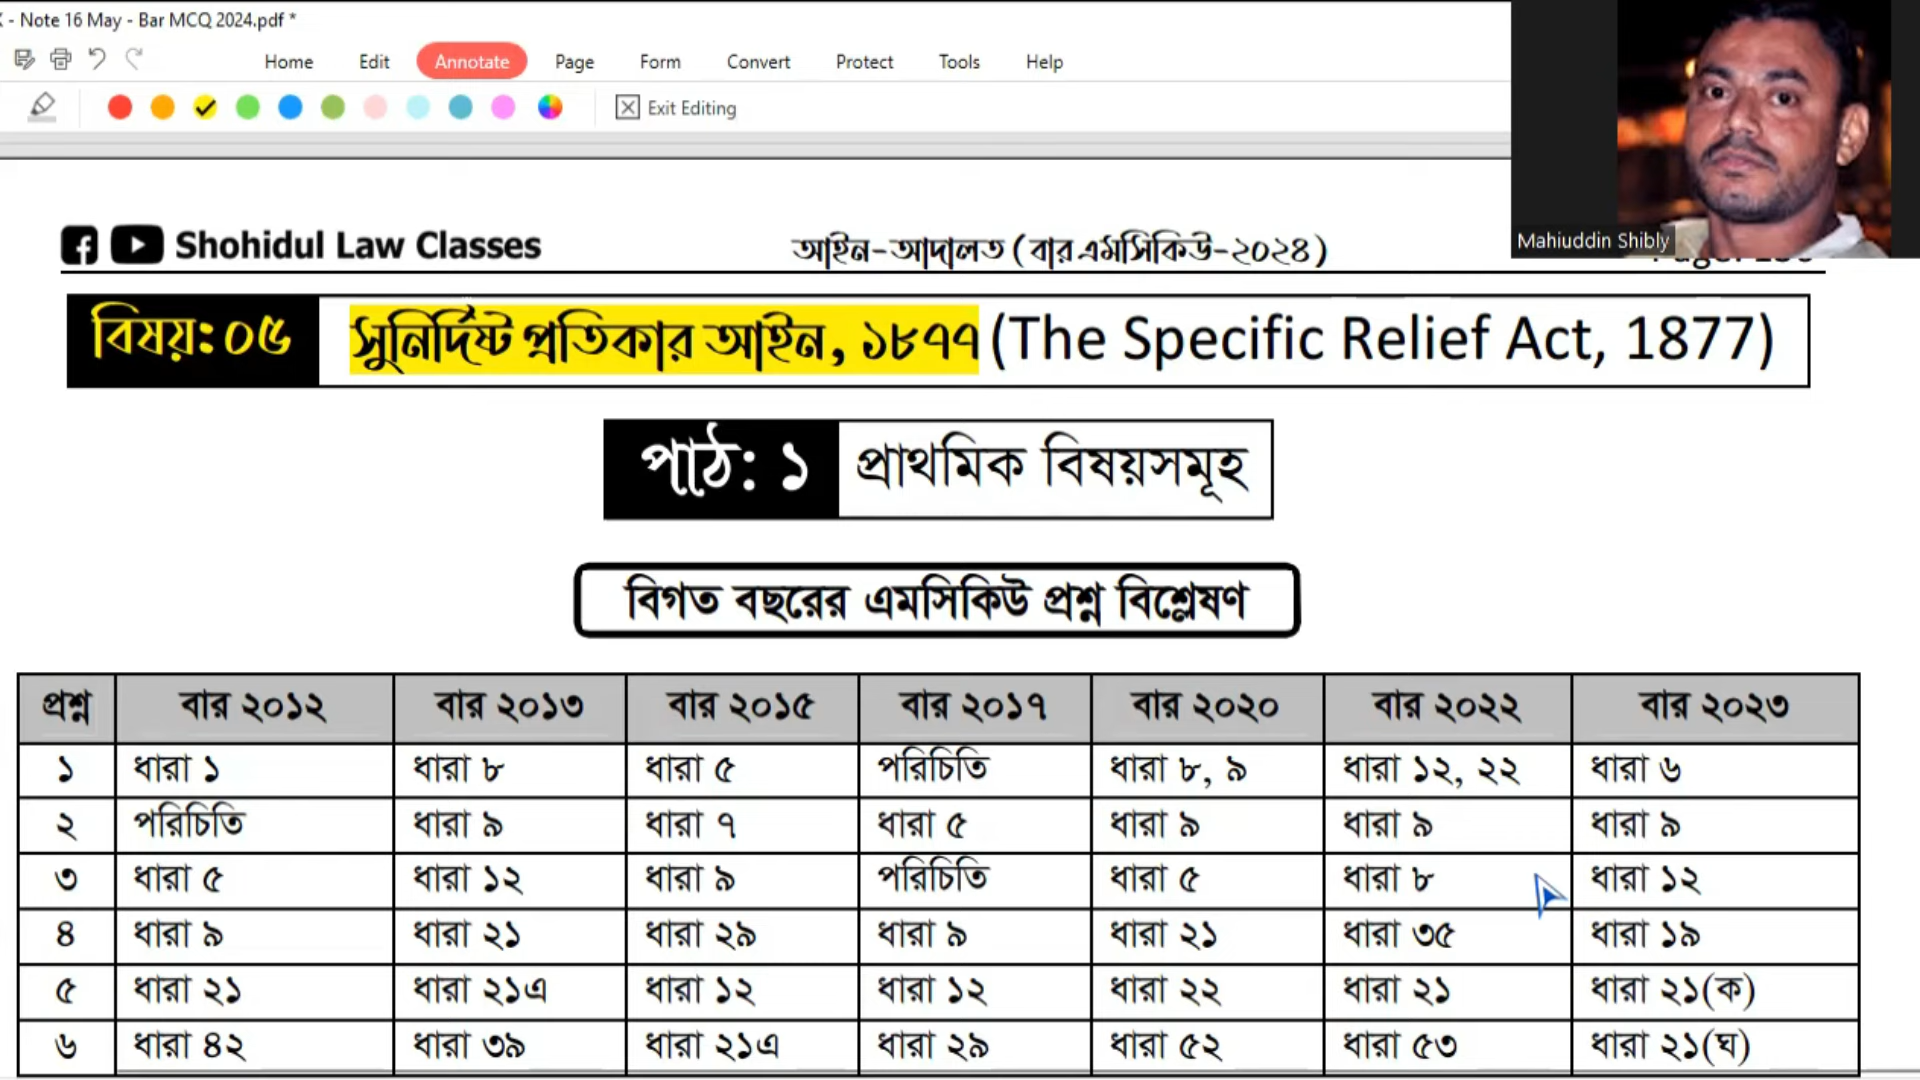 - Note 16 May - Bar MCQ 2024.pdf *
Home Edit Annotate Page Form Convert Protect Tools Help
Exit Editing
Mahiuddin Shibly
Shohidul Law Classes আইন-আদালত (বার এমসিকিউ-২০২৪)
বিষয়: ০৫ সুনির্দিষ্ট প্রতিকার আইন, ১৮৭৭ (The Specific Relief Act, 1877)
পাঠ: ১ প্রাথমিক বিষয়সমূহ
বিগত বছরের এমসিকিউ প্রশ্ন বিশ্লেষণ
প্রশ্ন বার ২০১২ বার ২০১৩ বার ২০১৫ বার ২০১৭ বার ২০২০ বার ২০২২ বার ২০২৩
১ ধারা ১ ধারা ৮ ধারা ৫ পরিচিতি ধারা ৮, ৯ ধারা ১২, ২২ ধারা ৬
২ পরিচিতি ধারা ৯ ধারা ৭ ধারা ৫ ধারা ৯ ধারা ৯ ধারা ৯
৩ ধারা ৫ ধারা ১২ ধারা ৯ পরিচিতি ধারা ৫ ধারা ৮ ধারা ১২
৪ ধারা ৯ ধারা ২১ ধারা ২৯ ধারা ৯ ধারা ২১ ধারা ৩৫ ধারা ১৯
৫ ধারা ২১ ধারা ২১এ ধারা ১২ ধারা ১২ ধারা ২২ ধারা ২১ ধারা ২১(ক)
৬ ধারা ৪২ ধারা ৩৯ ধারা ২১এ ধারা ২৯ ধারা ৫২ ধারা ৫৩ ধারা ২১(ঘ)